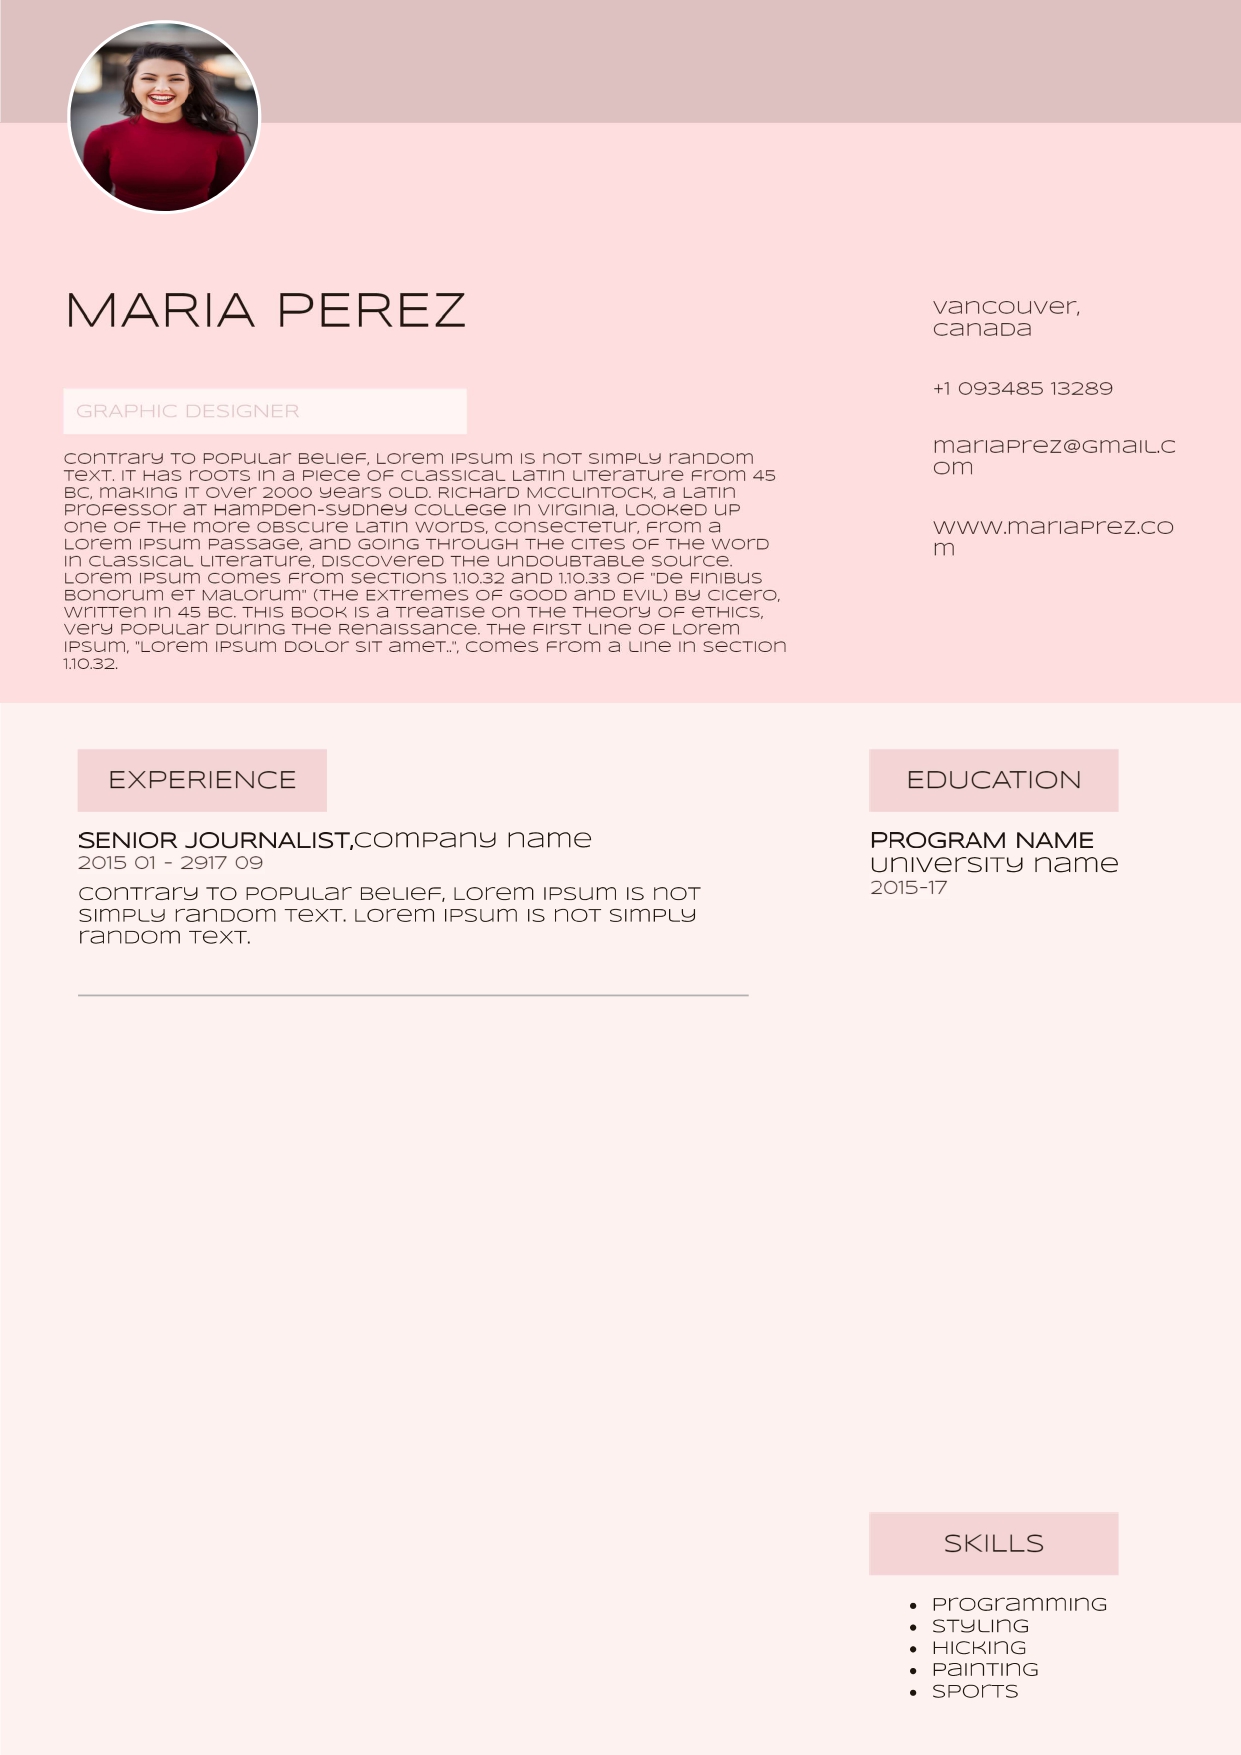 MARIA PEREZ
GRAPHIC DESIGNER
Contrary to popular belief, Lorem Ipsum is not simply random
text. It has roots in a piece of classical Latin literature from 45
BC, making it over 2000 years old. Richard McClintock, a Latin
professor at Hampden-Sydney College in Virginia, looked up
one of the more obscure Latin words, consectetur, from a
Lorem Ipsum passage, and going through the cites of the word
in classical literature, discovered the undoubtable source.
Lorem Ipsum comes from sections 1.10.32 and 1.10.33 of "de Finibus
Bonorum et Malorum" (The Extremes of Good and Evil) by Cicero,
written in 45 BC. This book is a treatise on the theory of ethics,
very popular during the Renaissance. The first line of Lorem
Ipsum, "Lorem ipsum dolor sit amet..", comes from a line in section
1.10.32.
Vancouver,
Canada
+1 093485 13289
mariaprez@gmail.c
om
www.mariaprez.co
m
EXPERIENCE
SENIOR JOURNALIST,company name
2015 01 - 2917 09
Contrary to popular belief, Lorem Ipsum is not
simply random text. Lorem Ipsum is not simply
random text.
EDUCATION
PROGRAM NAME
University name
2015-17
SKILLS
• Programming
• Styling
• Hicking
• Painting
• Sports